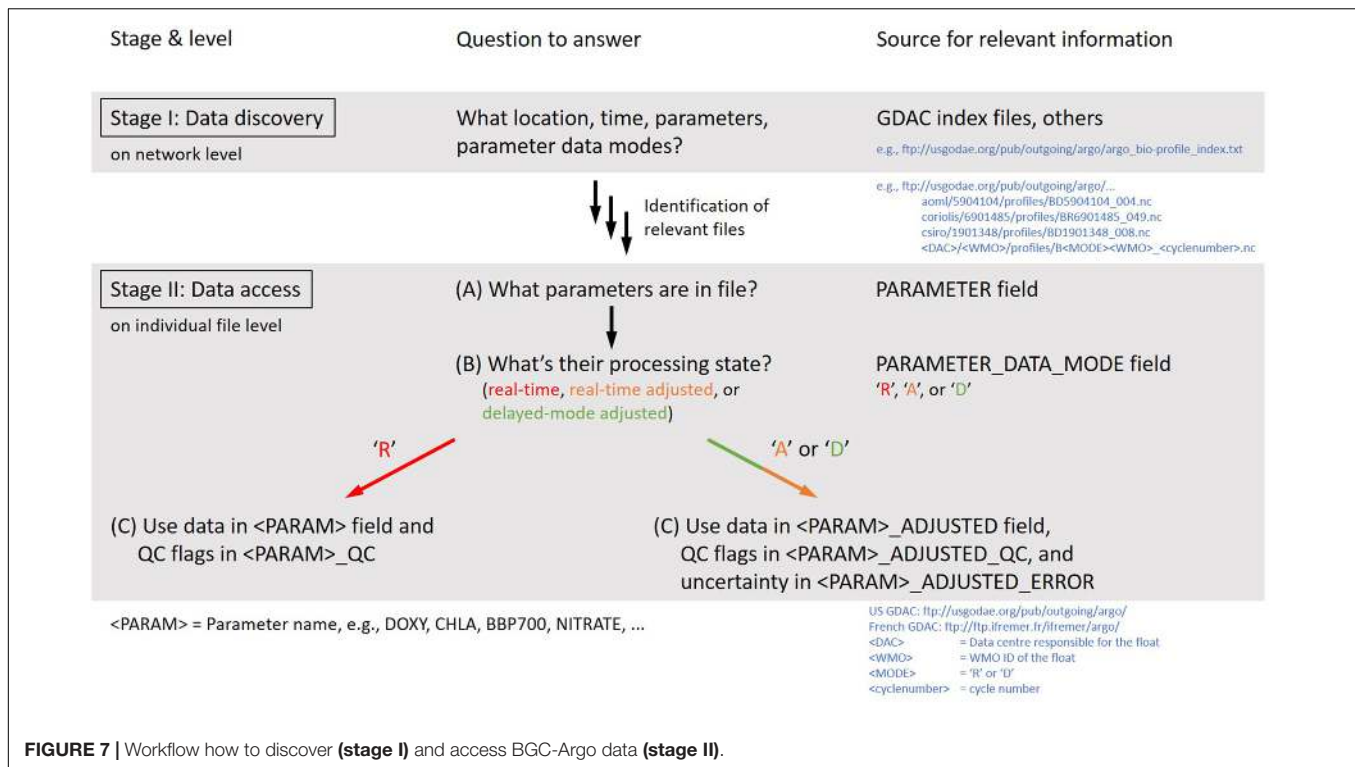 Stage & level
Question to answer
Source for relevant information
Stage I: Data discovery
on network level
What location, time, parameters,
parameter data modes?
GDAC index files, others
e.g., ftp://usgodae.org/pub/outgoing/argo/argo_bio-profile_index.txt
Identification of
relevant files
e.g., ftp://usgodae.org/pub/outgoing/argo/...
aoml/5904104/profiles/BD5904104_004.nc
coriolis/6901485/profiles/BR6901485_049.nc
csiro/1901348/profiles/BD1901348_008.nc
<DAC>/<WMO>/profiles/B<MODE><WMO>_<cyclenumber>.nc
Stage II: Data access
on individual file level
(A) What parameters are in file?
PARAMETER field
(B) What's their processing state?
(real-time, real-time adjusted, or
delayed-mode adjusted)
PARAMETER_DATA_MODE field
'R', 'A', or 'D'
'R'
'A' or 'D'
(C) Use data in <PARAM> field and
QC flags in <PARAM>_QC
(C) Use data in <PARAM>_ADJUSTED field,
QC flags in <PARAM>_ADJUSTED_QC, and
uncertainty in <PARAM>_ADJUSTED_ERROR
<PARAM> = Parameter name, e.g., DOXY, CHLA, BBP700, NITRATE, ...
US GDAC: ftp://usgodae.org/pub/outgoing/argo/
French GDAC: ftp://ftp.ifremer.fr/ifremer/argo/
<DAC> = Data centre responsible for the float
<WMO> = WMO ID of the float
<MODE> = 'R' or 'D'
<cyclenumber> = cycle number
FIGURE 7 | Workflow how to discover (stage I) and access BGC-Argo data (stage II).